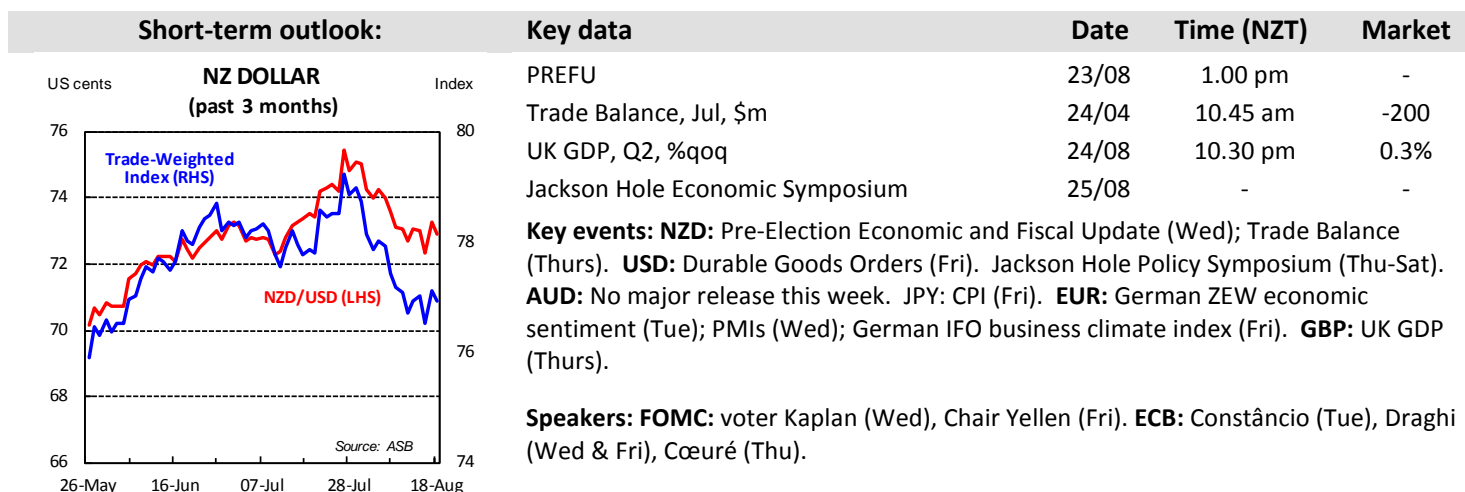 Short-term outlook:
Key data Date Time (NZT) Market
US cents
NZ DOLLAR
(past 3 months)
Index
76
74
72
70
68
66
80
78
76
74
Trade-Weighted
Index (RHS)
NZD/USD (LHS)
Source: ASB
26-May 16-Jun 07-Jul 28-Jul 18-Aug
PREFU 23/08 1.00 pm -
Trade Balance, Jul, $m 24/04 10.45 am -200
UK GDP, Q2, %qoq 24/08 10.30 pm 0.3%
Jackson Hole Economic Symposium 25/08 - -
Key events: NZD: Pre-Election Economic and Fiscal Update (Wed); Trade Balance
(Thurs). USD: Durable Goods Orders (Fri). Jackson Hole Policy Symposium (Thu-Sat).
AUD: No major release this week. JPY: CPI (Fri). EUR: German ZEW economic
sentiment (Tue); PMIs (Wed); German IFO business climate index (Fri). GBP: UK GDP
(Thurs).
Speakers: FOMC: voter Kaplan (Wed), Chair Yellen (Fri). ECB: Constâncio (Tue), Draghi
(Wed & Fri), Cœuré (Thu).